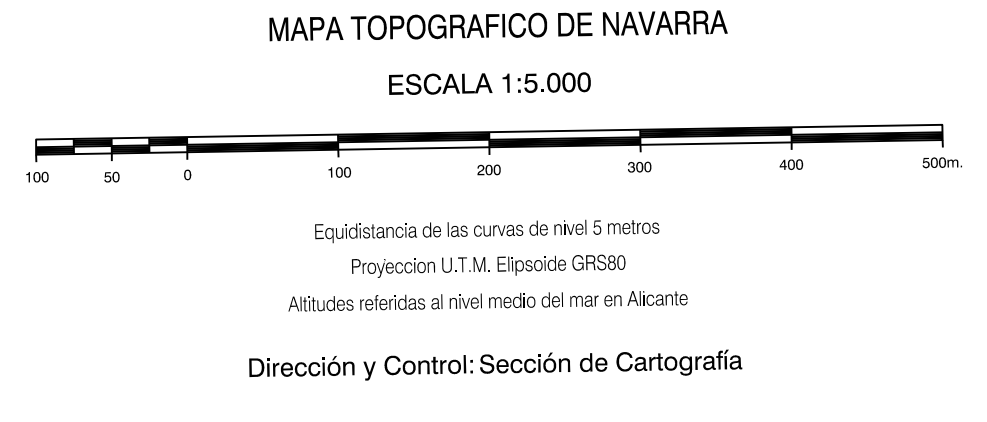 MAPA TOPOGRAFICO DE NAVARRA
ESCALA 1:5.000
100 50 0 100 200 300 400 500m.
Equidistancia de las curvas de nivel 5 metros
Proyeccion U.T.M. Elipsoide GRS80
Altitudes referidas al nivel medio del mar en Alicante
Dirección y Control: Sección de Cartografía